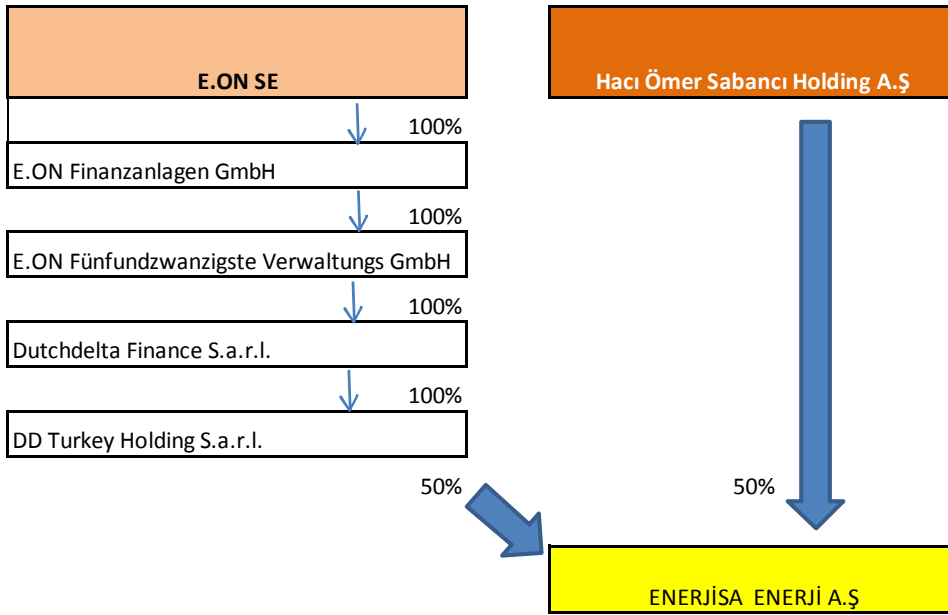 E.ON SE
Hacı Ömer Sabancı Holding A.Ş
100%
E.ON Finanzanlagen GmbH
100%
E.ON Fünfundzwanzigste Verwaltungs GmbH
100%
Dutchdelta Finance S.a.r.l.
100%
DD Turkey Holding S.a.r.l.
50%
50%
ENERJİSA ENERJİ A.Ş